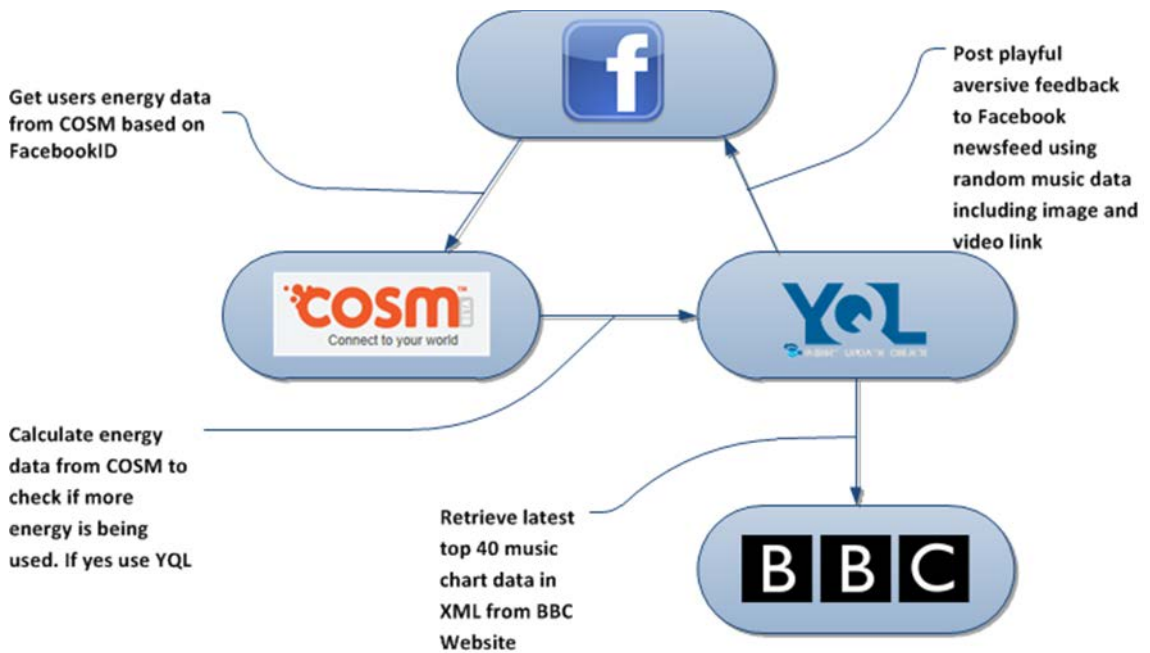 f
Get users energy data
from COSM based on
FacebookID
Post playful
aversive feedback
to Facebook
newsfeed using
random music data
including image and
video link
cosm™
Connect to your world
YQL
UPDATE CREATE
Calculate energy
data from COSM to
check if more
energy is being
used. If yes use YQL
Retrieve latest
top 40 music
chart data in
XML from BBC
Website
BBC